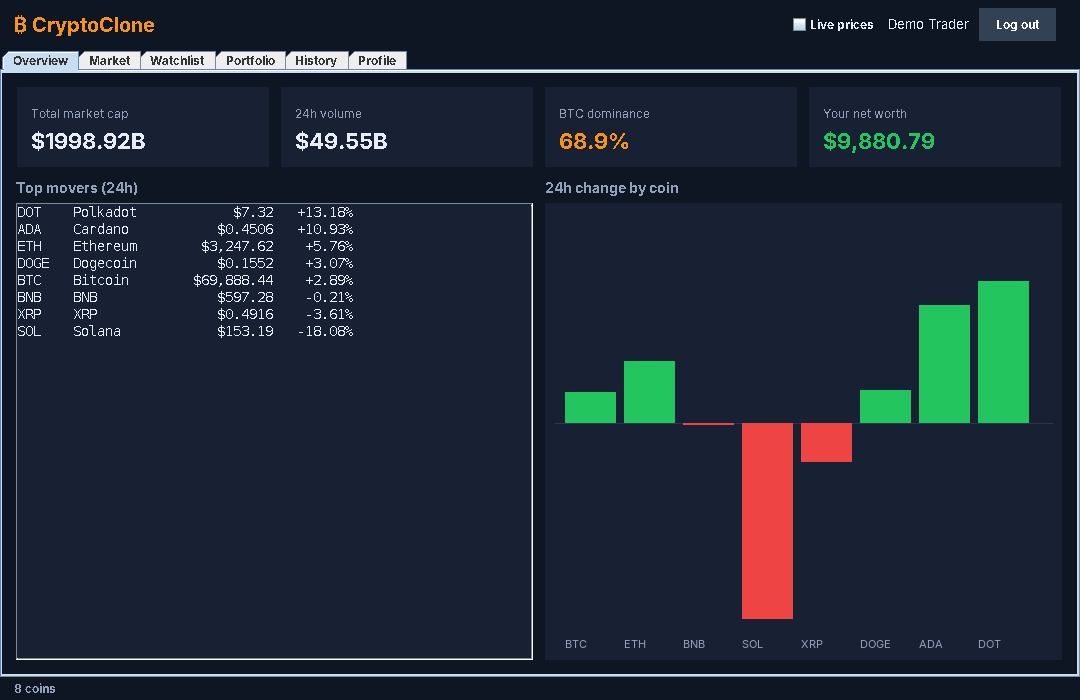 ₿ CryptoClone
Live prices
Demo Trader
Log out
Overview Market Watchlist Portfolio History Profile
Total market cap
$1998.92B
24h volume
$49.55B
BTC dominance
68.9%
Your net worth
$9,880.79
Top movers (24h)
DOT Polkadot $7.32 +13.18%
ADA Cardano $0.4506 +10.93%
ETH Ethereum $3,247.62 +5.76%
DOGE Dogecoin $0.1552 +3.07%
BTC Bitcoin $69,888.44 +2.89%
BNB BNB $597.28 -0.21%
XRP XRP $0.4916 -3.61%
SOL Solana $153.19 -18.08%
24h change by coin
BTC ETH BNB SOL XRP DOGE ADA DOT
8 coins